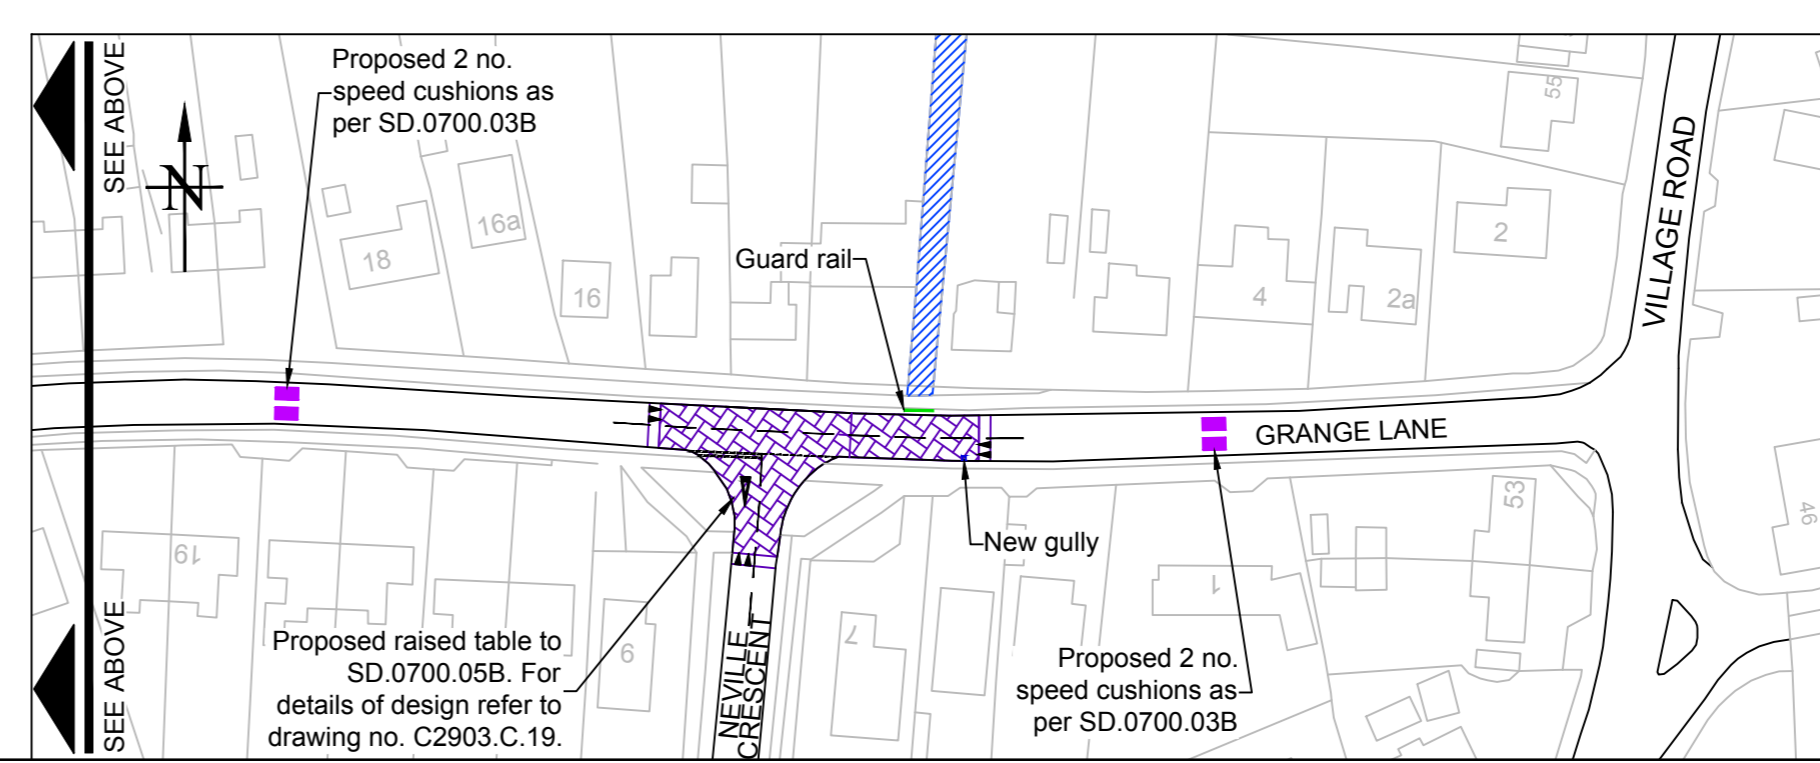 SEE ABOVE
N
Proposed 2 no.
speed cushions as
per SD.0700.03B
18
16a
16
Guard rail
4
2a
2
55
VILLAGE ROAD
GRANGE LANE
New gully
19
9
7
1
53
46
SEE ABOVE
Proposed raised table to
SD.0700.05B. For
details of design refer to
drawing no. C2903.C.19.
NEVILLE
CRESCENT
Proposed 2 no.
speed cushions as
per SD.0700.03B